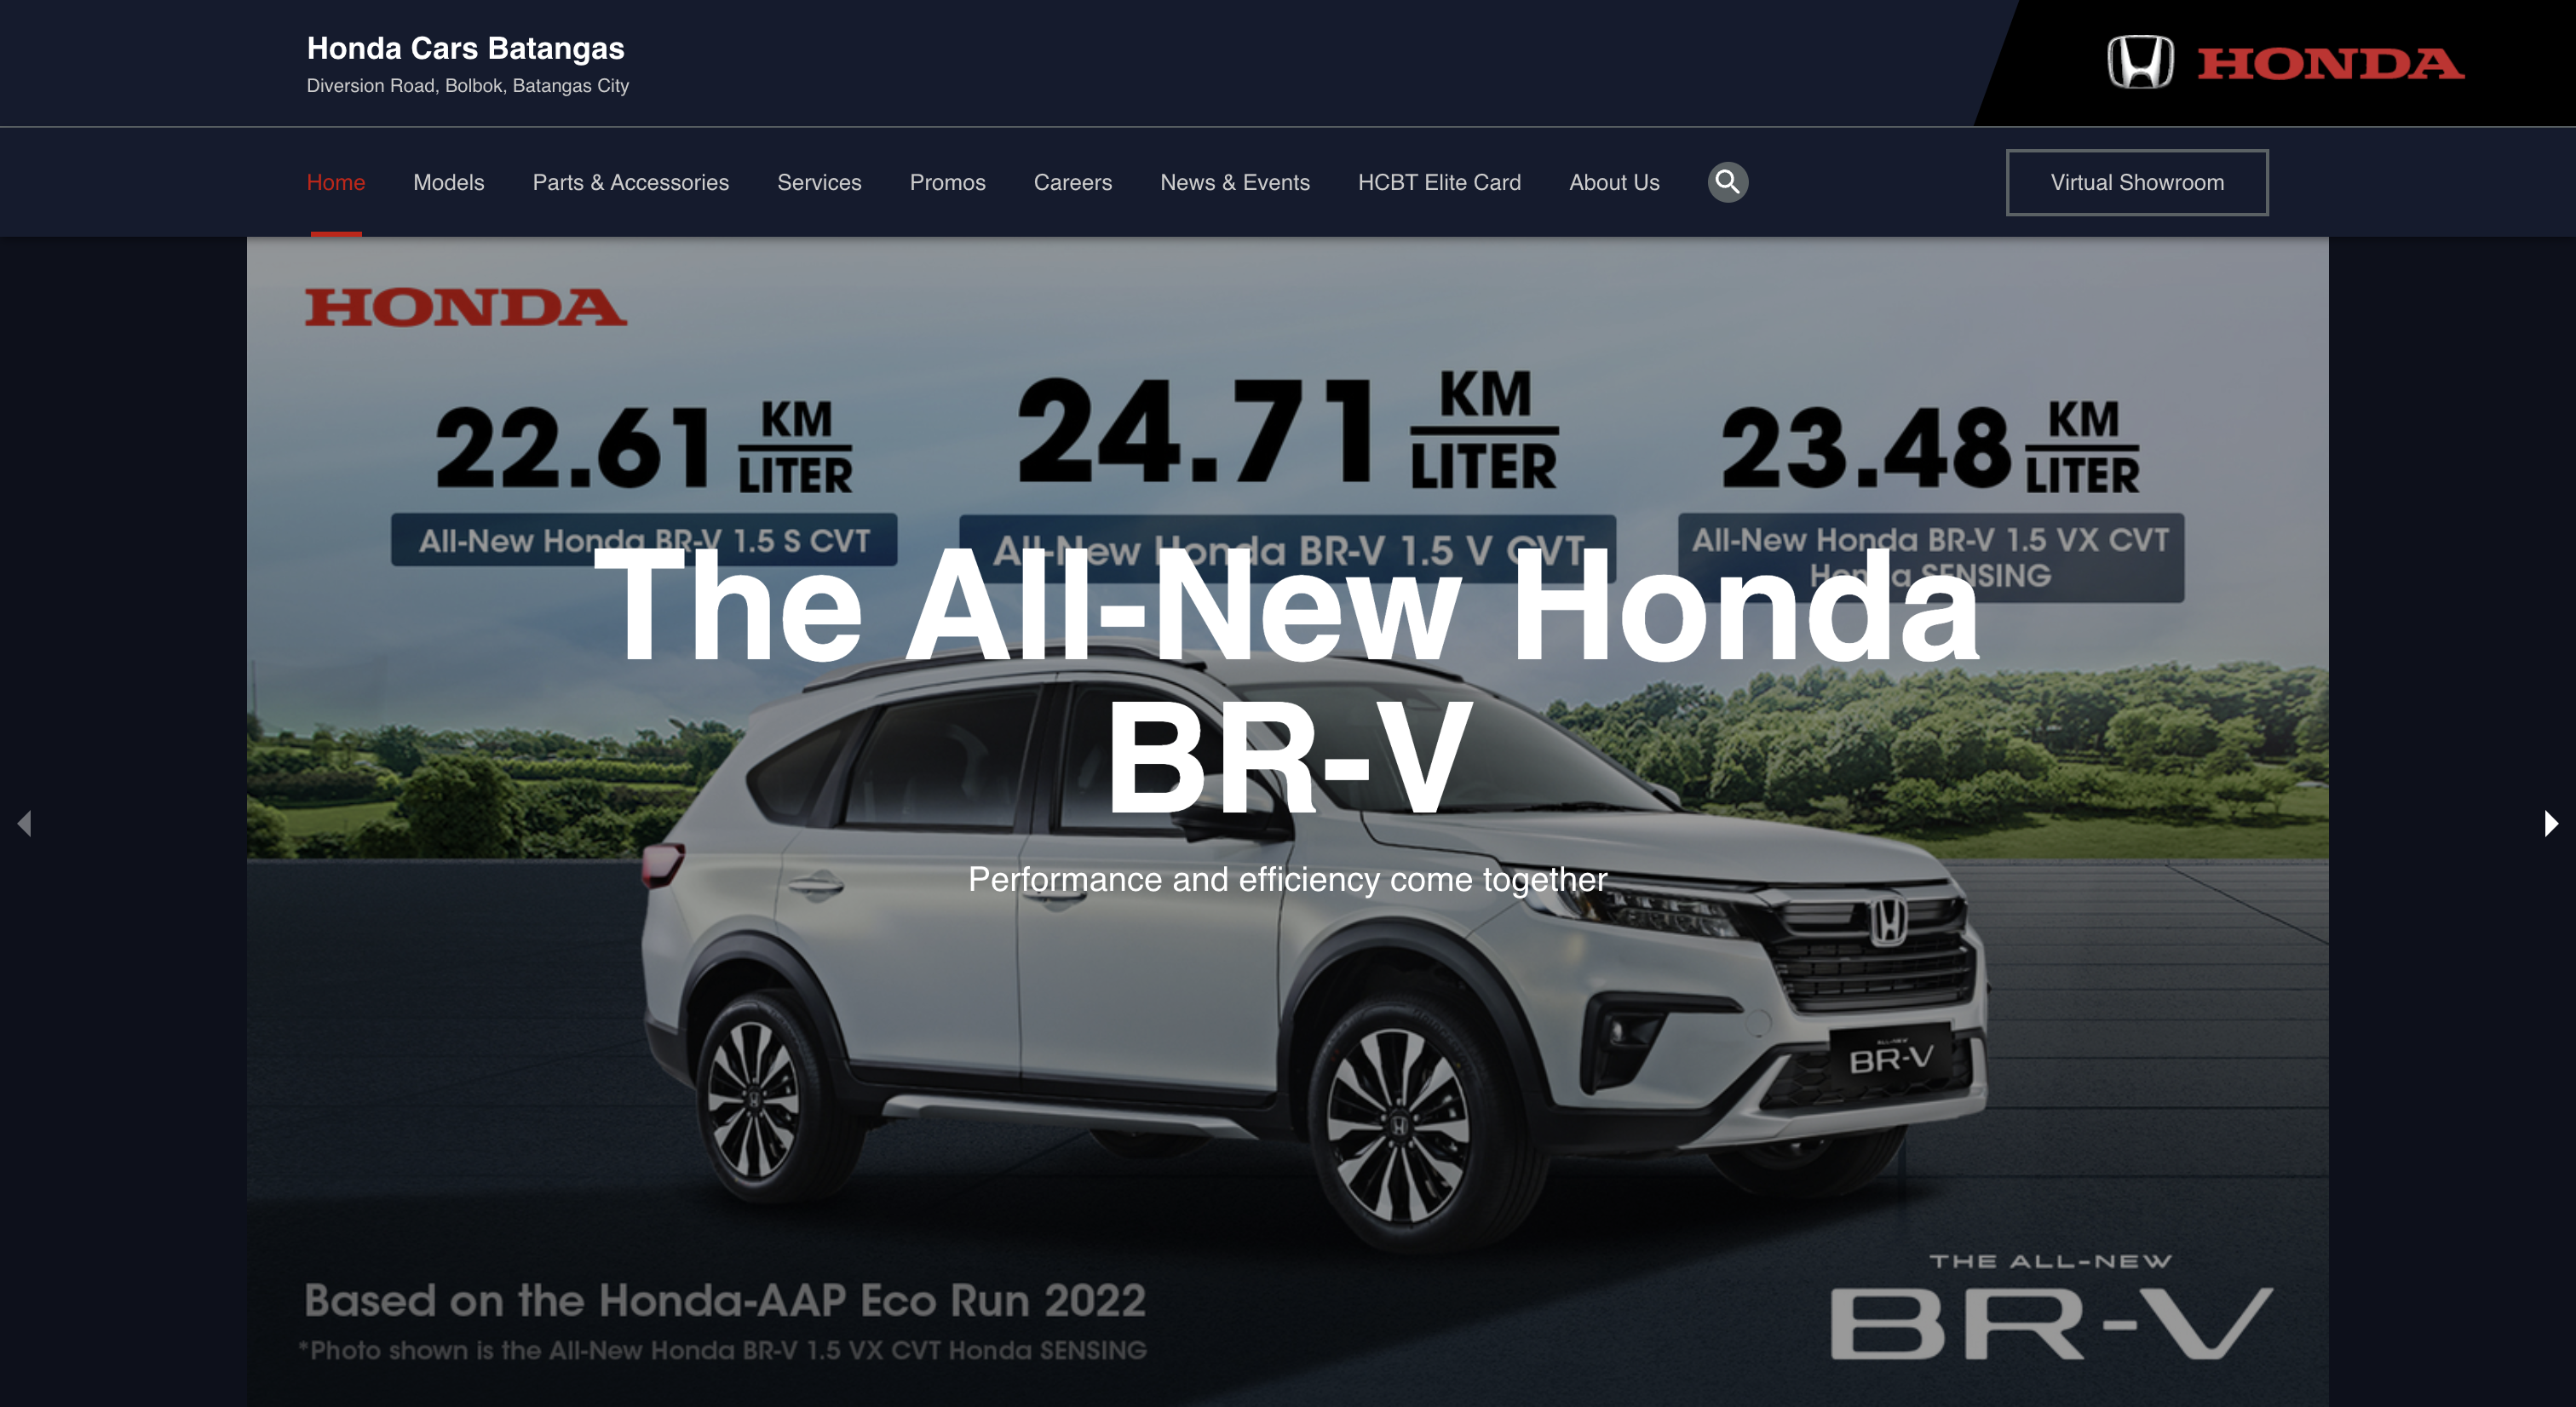 Honda Cars Batangas
Diversion Road, Bolbok, Batangas City
HONDA
Home Models Parts & Accessories Services Promos Careers News & Events HCBT Elite Card About Us Virtual Showroom
HONDA
22.61 KM LITER
All-New Honda BR-V 1.5 S CVT
24.71 KM LITER
All-New Honda BR-V 1.5 V CVT
23.48 KM LITER
All-New Honda BR-V 1.5 VX CVT
Honda SENSING
The All-New Honda
BR-V
Performance and efficiency come together
ALL-NEW
BR-V
THE ALL-NEW
BR-V
Based on the Honda-AAP Eco Run 2022
*Photo shown is the All-New Honda BR-V 1.5 VX CVT Honda SENSING